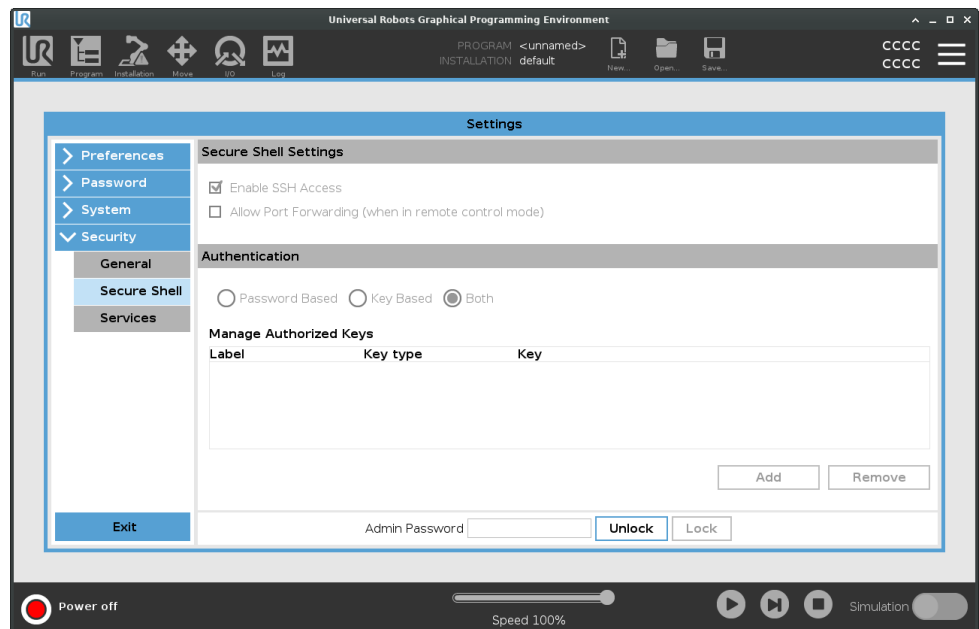 Universal Robots Graphical Programming Environment
PROGRAM <unnamed>
INSTALLATION default
Run Program Installation Move I/O Log New... Open... Save...
CCCC
CCCC
Settings
Preferences
Password
System
Security
General
Secure Shell
Services
Exit
Secure Shell Settings
Enable SSH Access
Allow Port Forwarding (when in remote control mode)
Authentication
Password Based Key Based Both
Manage Authorized Keys
Label Key type Key
Add Remove
Admin Password Unlock Lock
Power off
Speed 100%
Simulation